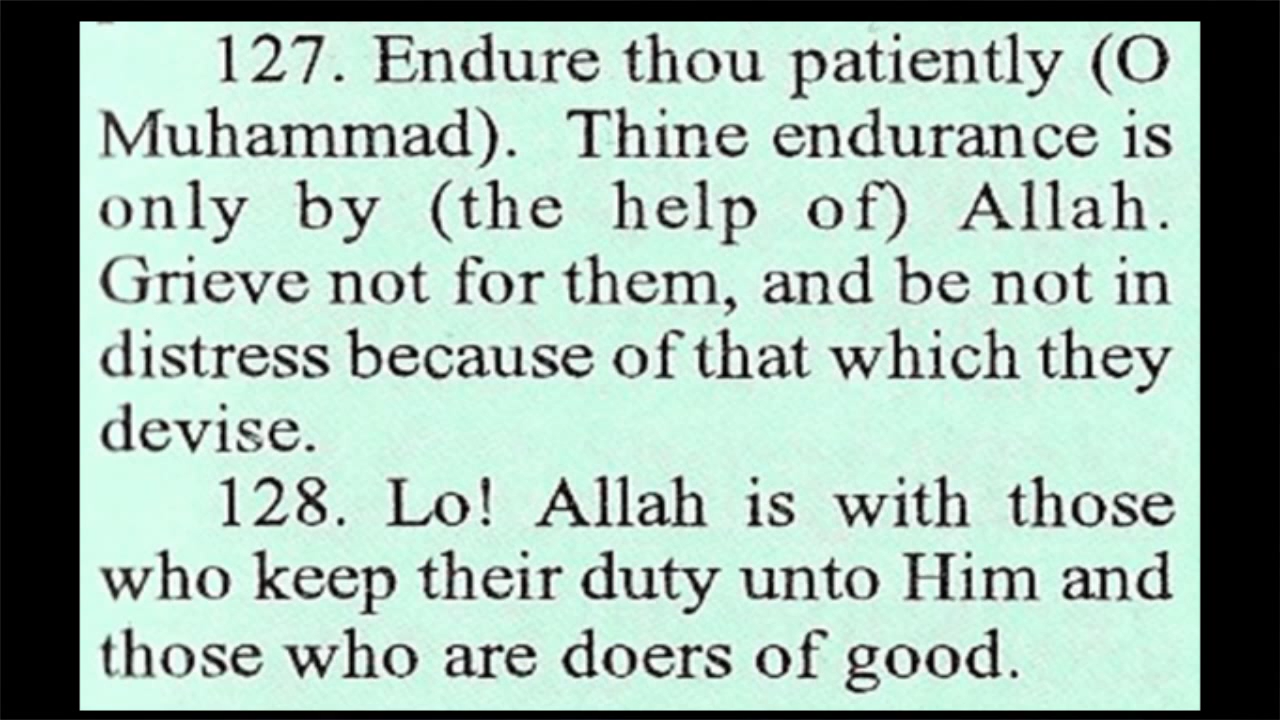 127. Endure thou patiently (O
Muhammad). Thine endurance is
only by (the help of) Allah.
Grieve not for them, and be not in
distress because of that which they
devise.
128. Lo! Allah is with those
who keep their duty unto Him and
those who are doers of good.